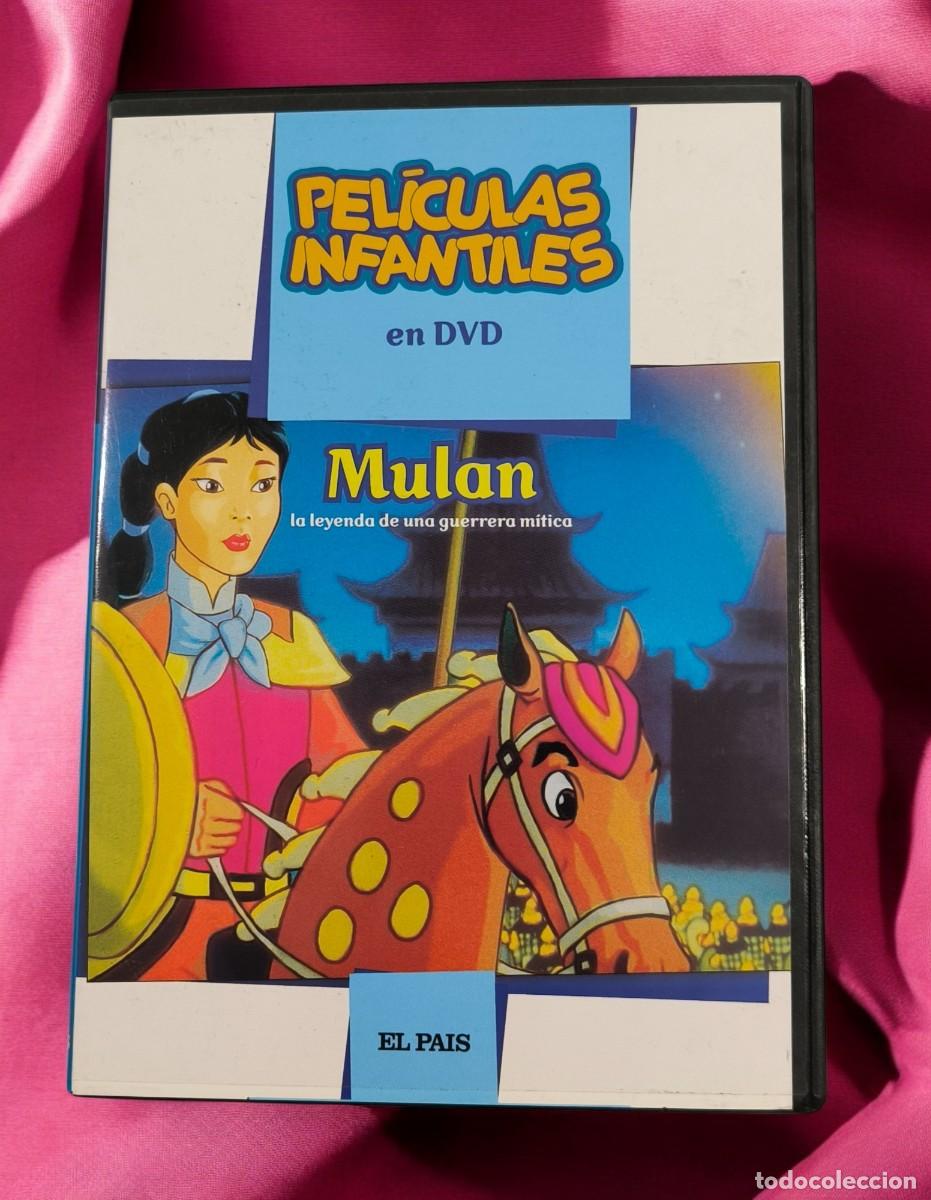 PELÍCULAS
INFANTILES
en DVD
Mulan
la leyenda de una guerrera mítica
EL PAIS
todocoleccion